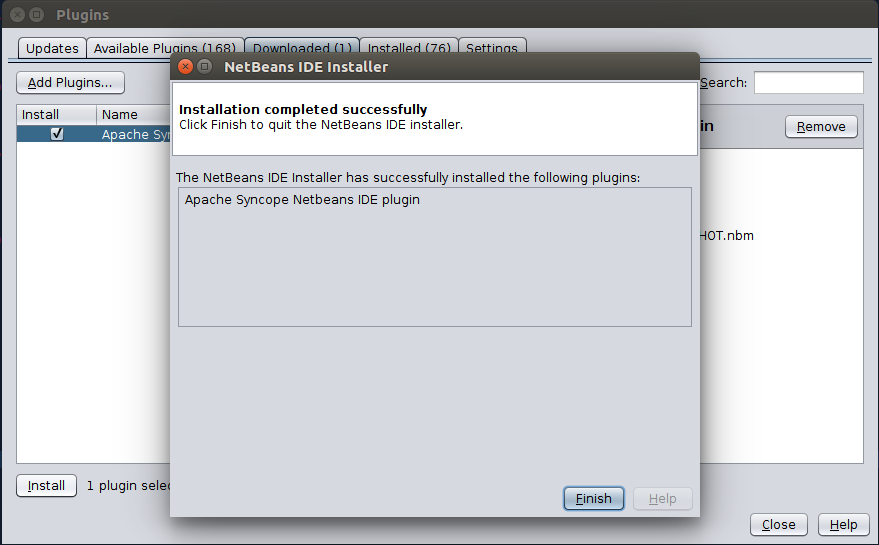 Plugins
Updates
Available Plugins (168)
Downloaded (1)
Installed (76)
Settings
NetBeans IDE Installer
Add Plugins...
Search:
Installation completed successfully
Click Finish to quit the NetBeans IDE installer.
Install Name
in
Remove
Apache Sy
The NetBeans IDE Installer has successfully installed the following plugins:
Apache Syncope Netbeans IDE plugin
HOT.nbm
Install
1 plugin selec
Finish
Help
Close
Help